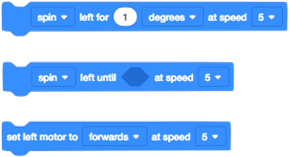 spin left for 1 degrees at speed 5
spin left until at speed 5
set left motor to forwards at speed 5